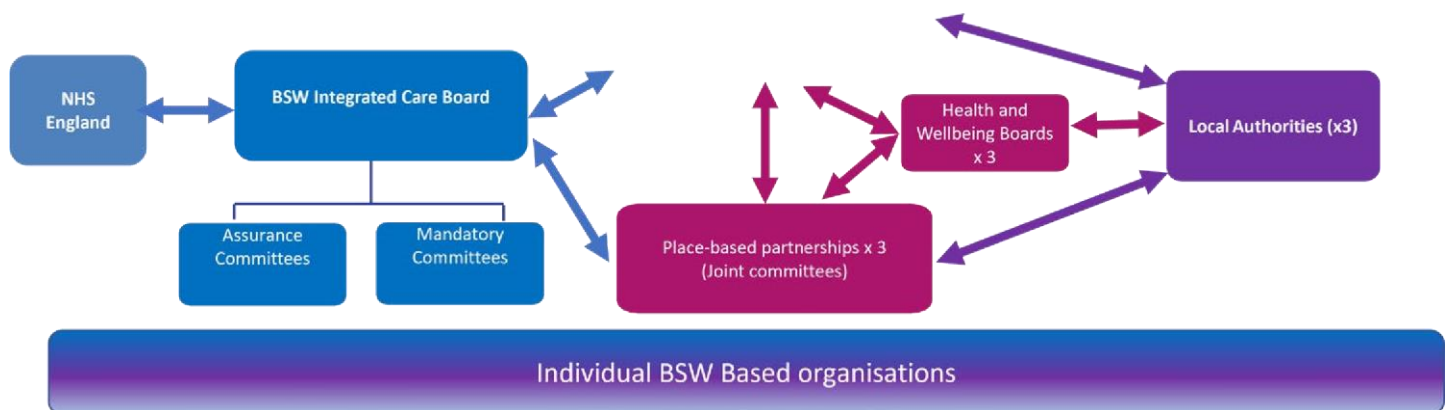 NHS
England
BSW Integrated Care Board
Health and
Wellbeing Boards
x 3
Local Authorities (x3)
Assurance
Committees
Mandatory
Committees
Place-based partnerships x 3
(Joint committees)
Individual BSW Based organisations